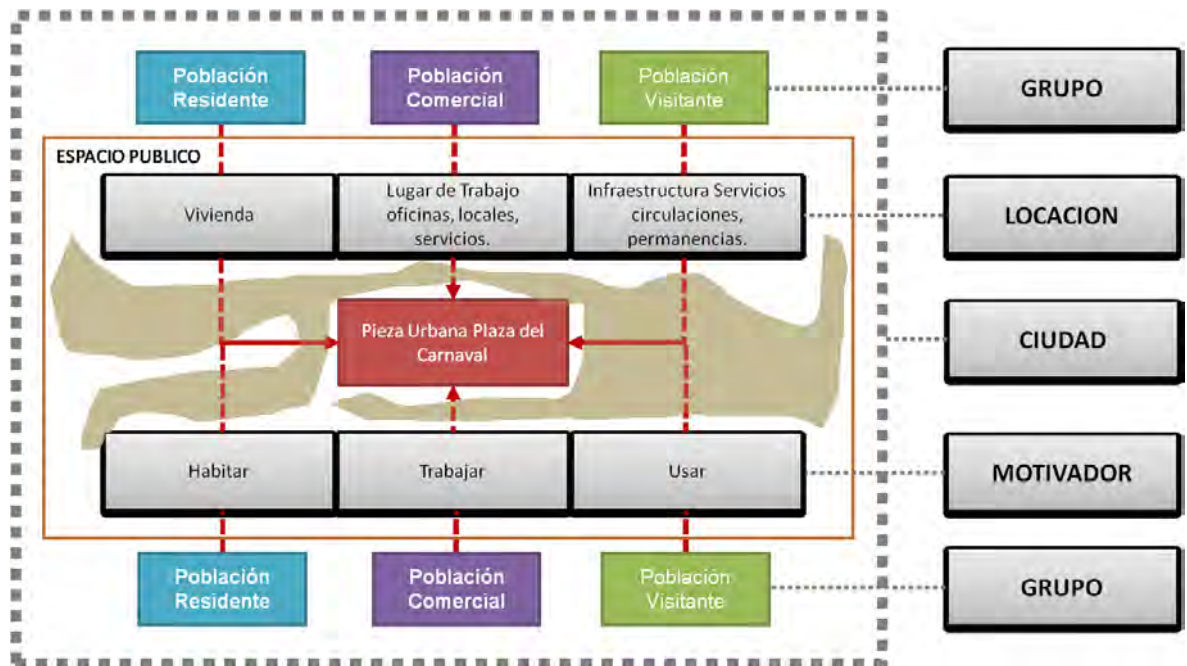 Población
Residente
Población
Comercial
Población
Visitante
GRUPO
ESPACIO PUBLICO
Vivienda
Lugar de Trabajo
oficinas, locales,
servicios.
Infraestructura Servicios
circulaciones,
permanencias.
LOCACION
Pieza Urbana Plaza del
Carnaval
CIUDAD
Habitar
Trabajar
Usar
MOTIVADOR
Población
Residente
Población
Comercial
Población
Visitante
GRUPO